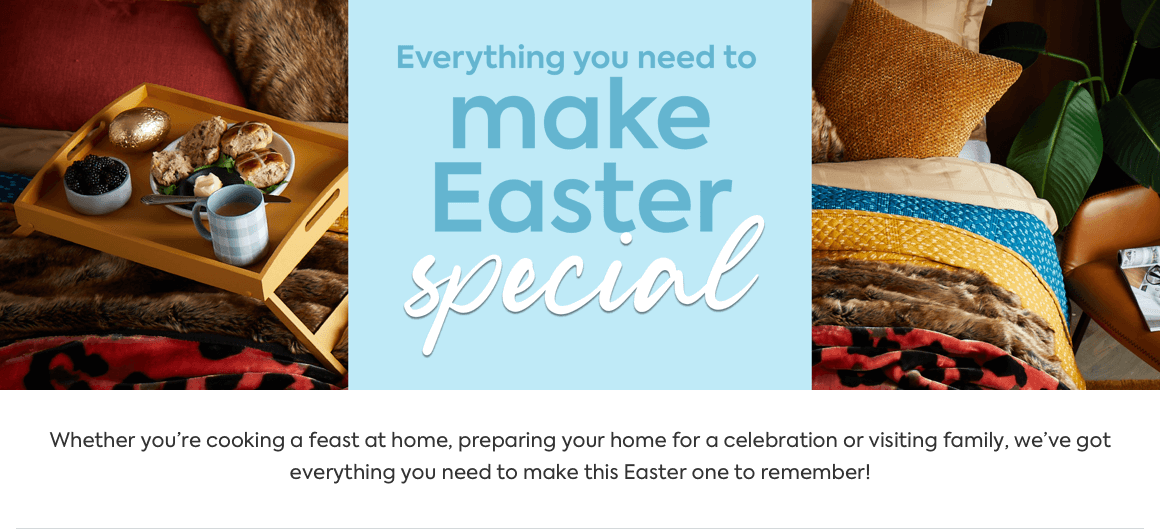 Everything you need to
make
Easter
special
Whether you’re cooking a feast at home, preparing your home for a celebration or visiting family, we’ve got
everything you need to make this Easter one to remember!